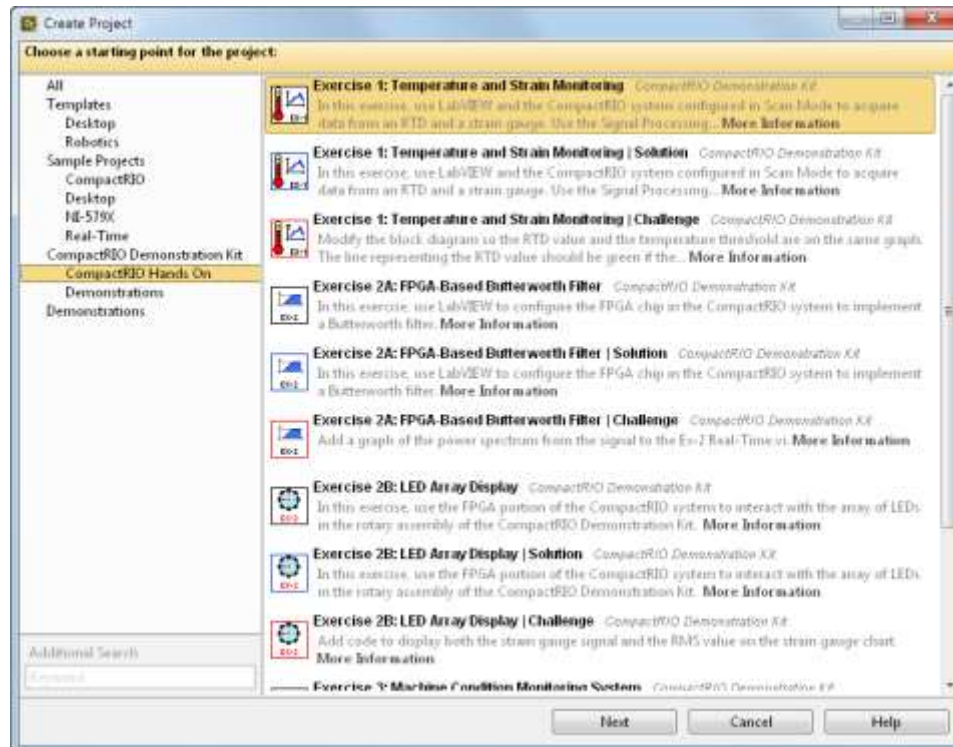 Create Project
Choose a starting point for the project:
All
Templates
Desktop
Robotics
Sample Projects
CompactRIO
Desktop
NI-579X
Real-Time
CompactRIO Demonstration Kit
CompactRIO Hands On
Demonstrations
Demonstrations
Additional Search
Keyword
Exercise 1: Temperature and Strain Monitoring CompactRIO Demonstration Kit
In this exercise, use LabVIEW and the CompactRIO system configured in Scan Mode to acquire
data from an RTD and a strain gauge. Use the Signal Processing... More Information
Exercise 1: Temperature and Strain Monitoring | Solution CompactRIO Demonstration Kit
In this exercise, use LabVIEW and the CompactRIO system configured in Scan Mode to acquire
data from an RTD and a strain gauge. Use the Signal Processing... More Information
Exercise 1: Temperature and Strain Monitoring | Challenge CompactRIO Demonstration Kit
Modify the block diagram so the RTD value and the temperature threshold are on the same graph.
The line representing the RTD value should be green if the... More Information
Exercise 2A: FPGA-Based Butterworth Filter CompactRIO Demonstration Kit
In this exercise, use LabVIEW to configure the FPGA chip in the CompactRIO system to implement
a Butterworth filter. More Information
Exercise 2A: FPGA-Based Butterworth Filter | Solution CompactRIO Demonstration Kit
In this exercise, use LabVIEW to configure the FPGA chip in the CompactRIO system to implement
a Butterworth filter. More Information
Exercise 2A: FPGA-Based Butterworth Filter | Challenge CompactRIO Demonstration Kit
Add a graph of the power spectrum from the signal to the Ex-2 Real-Time vi. More Information
Exercise 2B: LED Array Display CompactRIO Demonstration Kit
In this exercise, use the FPGA portion of the CompactRIO system to interact with the array of LEDs
in the rotary assembly of the CompactRIO Demonstration Kit. More Information
Exercise 2B: LED Array Display | Solution CompactRIO Demonstration Kit
In this exercise, use the FPGA portion of the CompactRIO system to interact with the array of LEDs
in the rotary assembly of the CompactRIO Demonstration Kit. More Information
Exercise 2B: LED Array Display | Challenge CompactRIO Demonstration Kit
Add code to display both the strain gauge signal and the RMS value on the strain gauge chart.
More Information
Exercise 3: Machine Condition Monitoring System CompactRIO Demonstration Kit
Next
Cancel
Help